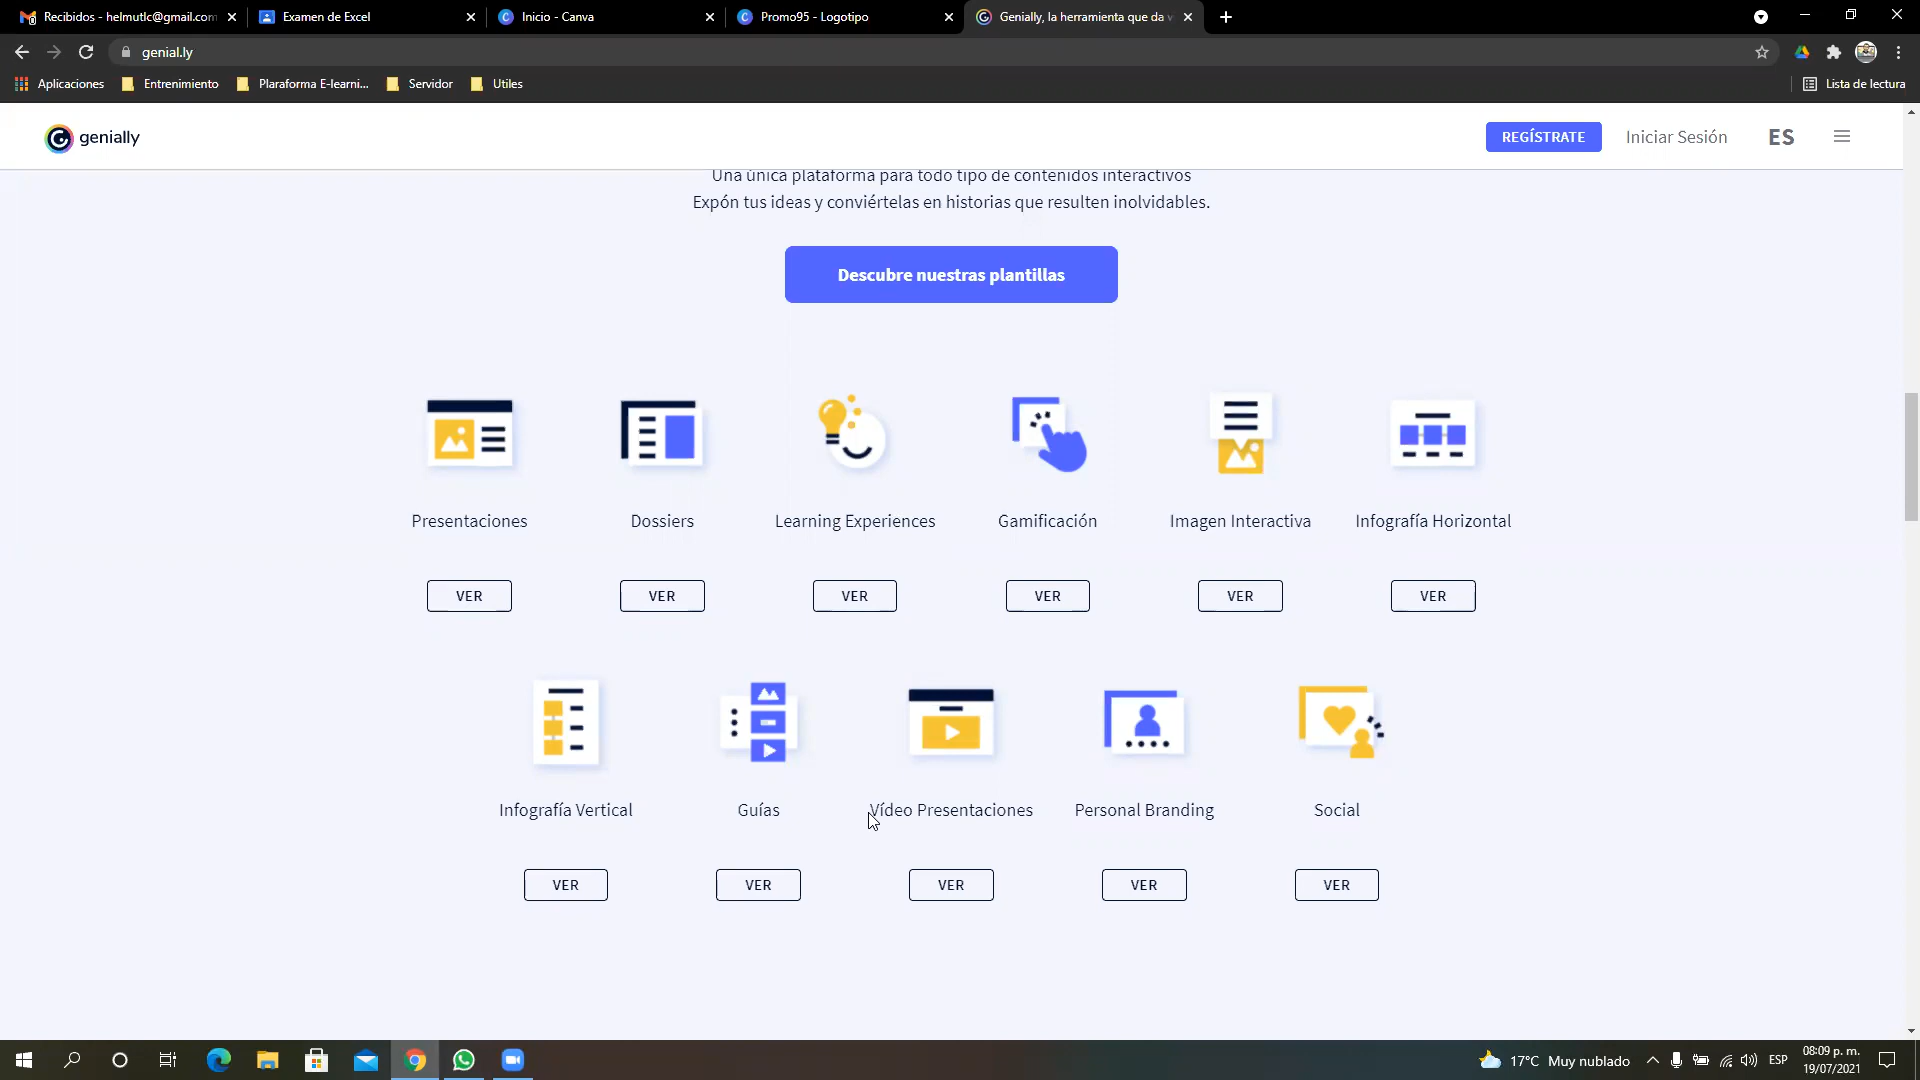 Recibidos - helmutlc@gmail.com
Examen de Excel
Inicio - Canva
Promo95 - Logotipo
Genially, la herramienta que da v
genial.ly
Aplicaciones
Entrenimiento
Plaraforma E-learni...
Servidor
Utiles
Lista de lectura
genially
REGÍSTRATE
Iniciar Sesión
ES
Una única plataforma para todo tipo de contenidos interactivos
Expón tus ideas y conviértelas en historias que resulten inolvidables.
Descubre nuestras plantillas
Presentaciones
Dossiers
Learning Experiences
Gamificación
Imagen Interactiva
Infografía Horizontal
VER
VER
VER
VER
VER
VER
Infografía Vertical
Guías
Vídeo Presentaciones
Personal Branding
Social
VER
VER
VER
VER
VER
17°C Muy nublado
ESP
08:09 p. m.
19/07/2021